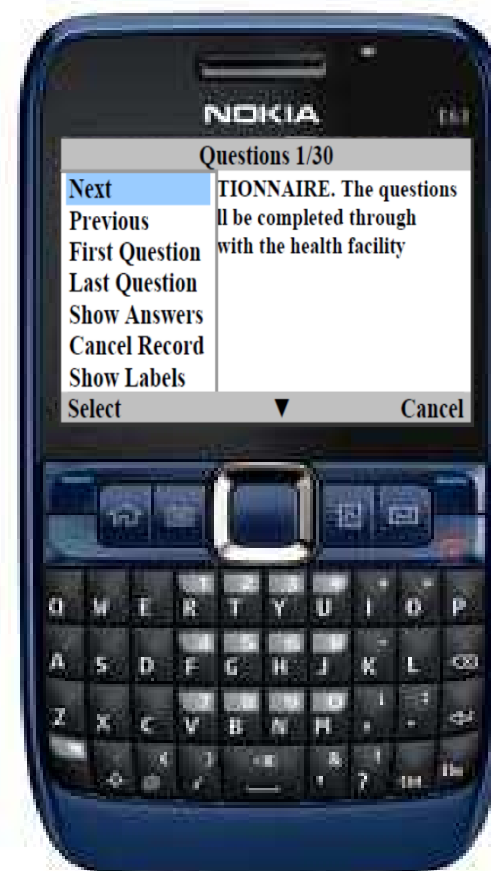 NOKIA
Questions 1/30
Next
Previous
First Question
Last Question
Show Answers
Cancel Record
Show Labels
TIONNAIRE. The questions
ll be completed through
with the health facility
Select
Cancel
Q W E R T Y U I O P
A S D F G H J K L
Z X C V B N M , .